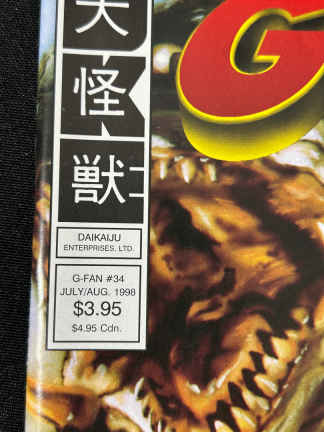 大
怪
獣
G
DAIKAIJU
ENTERPRISES, LTD.
G-FAN #34
JULY/AUG. 1998
$3.95
$4.95 Cdn.